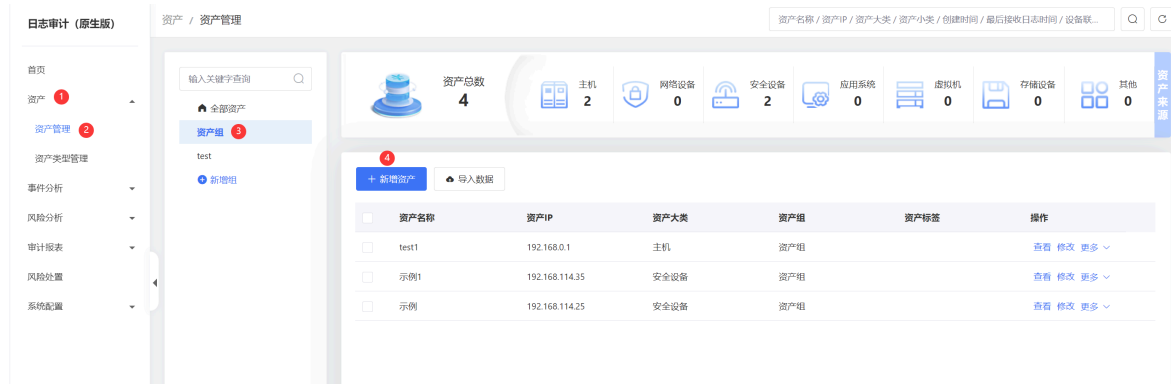 日志审计（原生版）
资产 / 资产管理
资产名称 / 资产IP / 资产大类 / 资产小类 / 创建时间 / 最后接收日志时间 / 设备联...
首页
资产 1
资产管理 2
资产类型管理
事件分析
风险分析
审计报表
风险处置
系统配置
输入关键字查询
全部资产
资产组 3
test
新增组
资产总数
4
主机
2
网络设备
0
安全设备
2
应用系统
0
虚拟机
0
存储设备
0
其他
0
资产来源
4
+ 新增资产 导入数据
资产名称 资产IP 资产大类 资产组 资产标签 操作
test1 192.168.0.1 主机 资产组 查看 修改 更多
示例1 192.168.114.35 安全设备 资产组 查看 修改 更多
示例 192.168.114.25 安全设备 资产组 查看 修改 更多